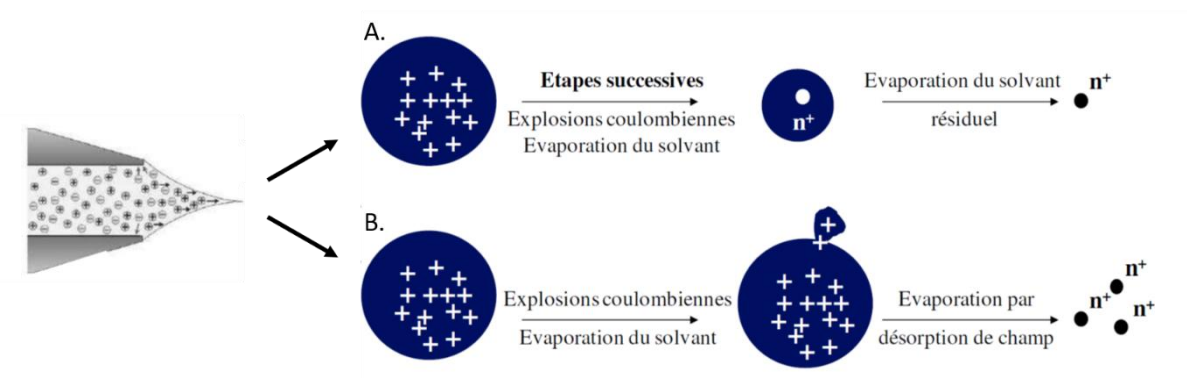 A.
Etapes successives
Explosions coulombiennes
Evaporation du solvant
n⁺
Evaporation du solvant
résiduel
n⁺
B.
Explosions coulombiennes
Evaporation du solvant
Evaporation par
désorption de champ
n⁺
n⁺
n⁺